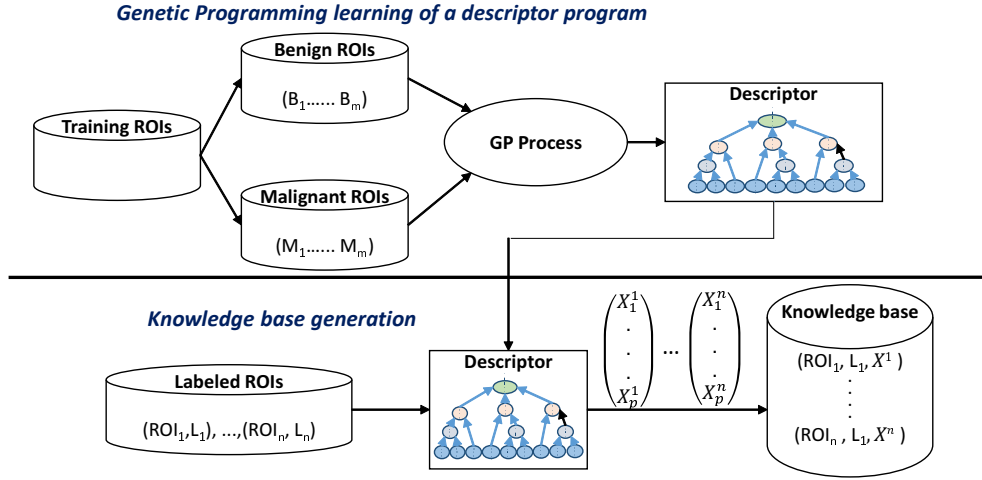 Genetic Programming learning of a descriptor program
Training ROIs
Benign ROIs
(B₁...... Bₘ)
Malignant ROIs
(M₁...... Mₘ)
GP Process
Descriptor
Knowledge base generation
Labeled ROIs
(ROI₁,L₁), ...,(ROIₙ, Lₙ)
Descriptor
X₁¹ X₁ⁿ
. .
. ... .
. .
Xₚ¹ Xₚⁿ
Knowledge base
(ROI₁, L₁, X¹ )
.
.
.
.
(ROIₙ , L₁, Xⁿ )